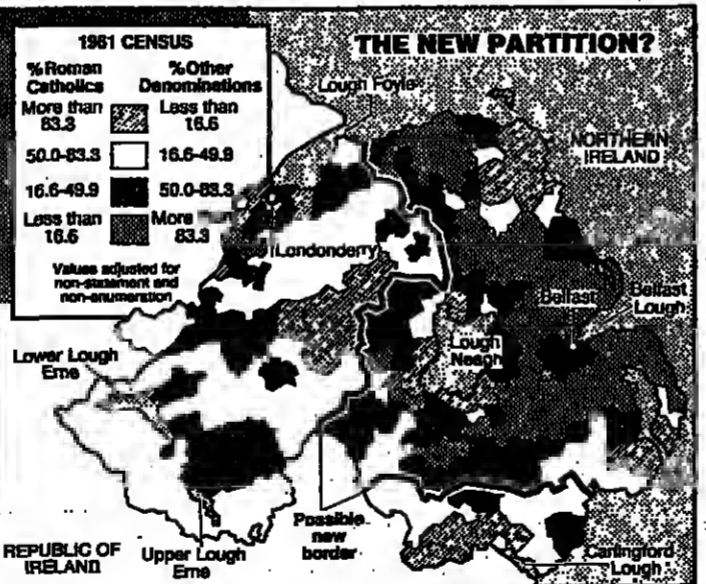 1981 CENSUS
THE NEW PARTITION?
%Roman Catholics
%Other Denominations
More than 83.3
Less than 16.6
50.0-83.3
16.6-49.9
16.6-49.9
50.0-83.3
Less than 16.6
More 83.3
Values adjusted for
non-statement and
non-enumeration
Lough Foyle
NORTHERN
IRELAND
Londonderry
Belfast
Belfast
Lough
Lough
Neagh
Lower Lough
Erne
Possible
new
border
REPUBLIC OF
IRELAND
Upper Lough
Erne
Carlingford
Lough